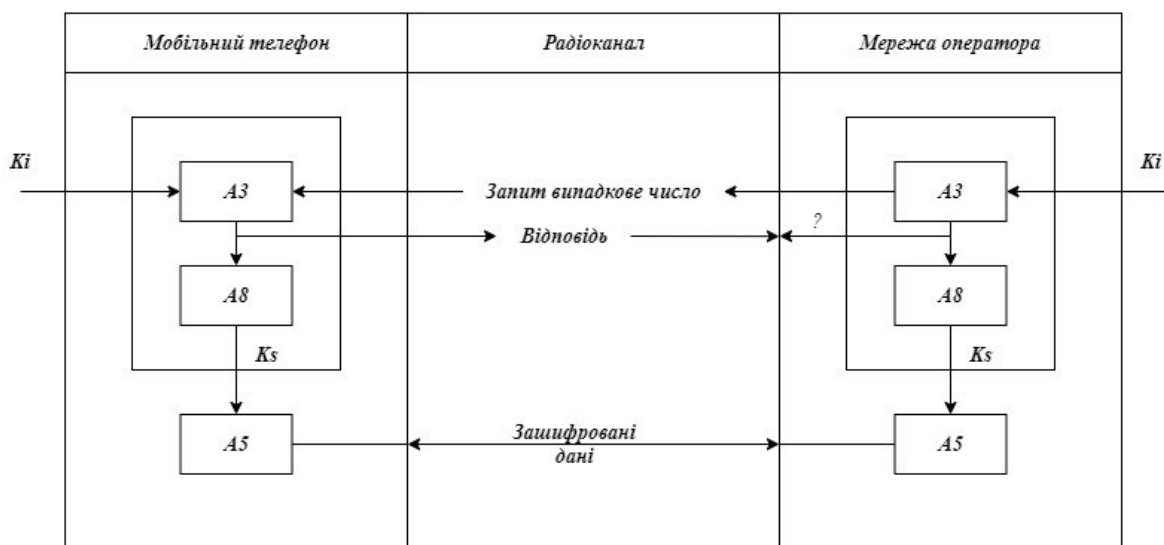 Мобільний телефон
Радіоканал
Мережа оператора
Ki
Ki
A3
Запит випадкове число
A3
?
Відповідь
A8
A8
Ks
Ks
A5
Зашифровані
дані
A5